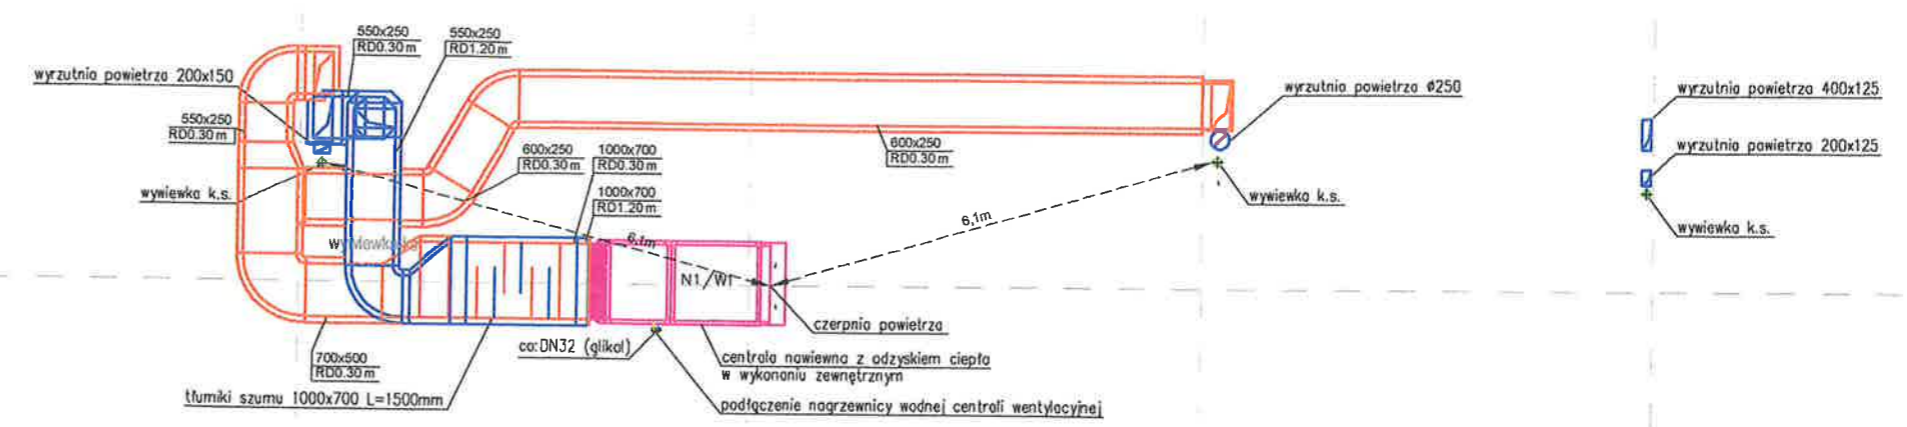 550x250
RD0.30m
550x250
RD1.20m
wyrzutnia powietrza 200x150
wyrzutnia powietrza ø250
wyrzutnia powietrza 400x125
550x250
RD0.30m
600x250
RD0.30m
1000x700
RD0.30m
600x250
RD0.30m
wyrzutnia powietrza 200x125
wywiewka k.s.
1000x700
RD1.20m
wywiewka k.s.
6,1m
wywiewka k.s.
6,1m
N1/W1
czerpnia powietrza
co:DN32 (glikol)
700x500
RD0.30m
centrala nawiewna z odzyskiem ciepła
w wykonaniu zewnętrznym
tłumiki szumu 1000x700 L=1500mm
podłączenie nagrzewnicy wodnej centrali wentylacyjnej